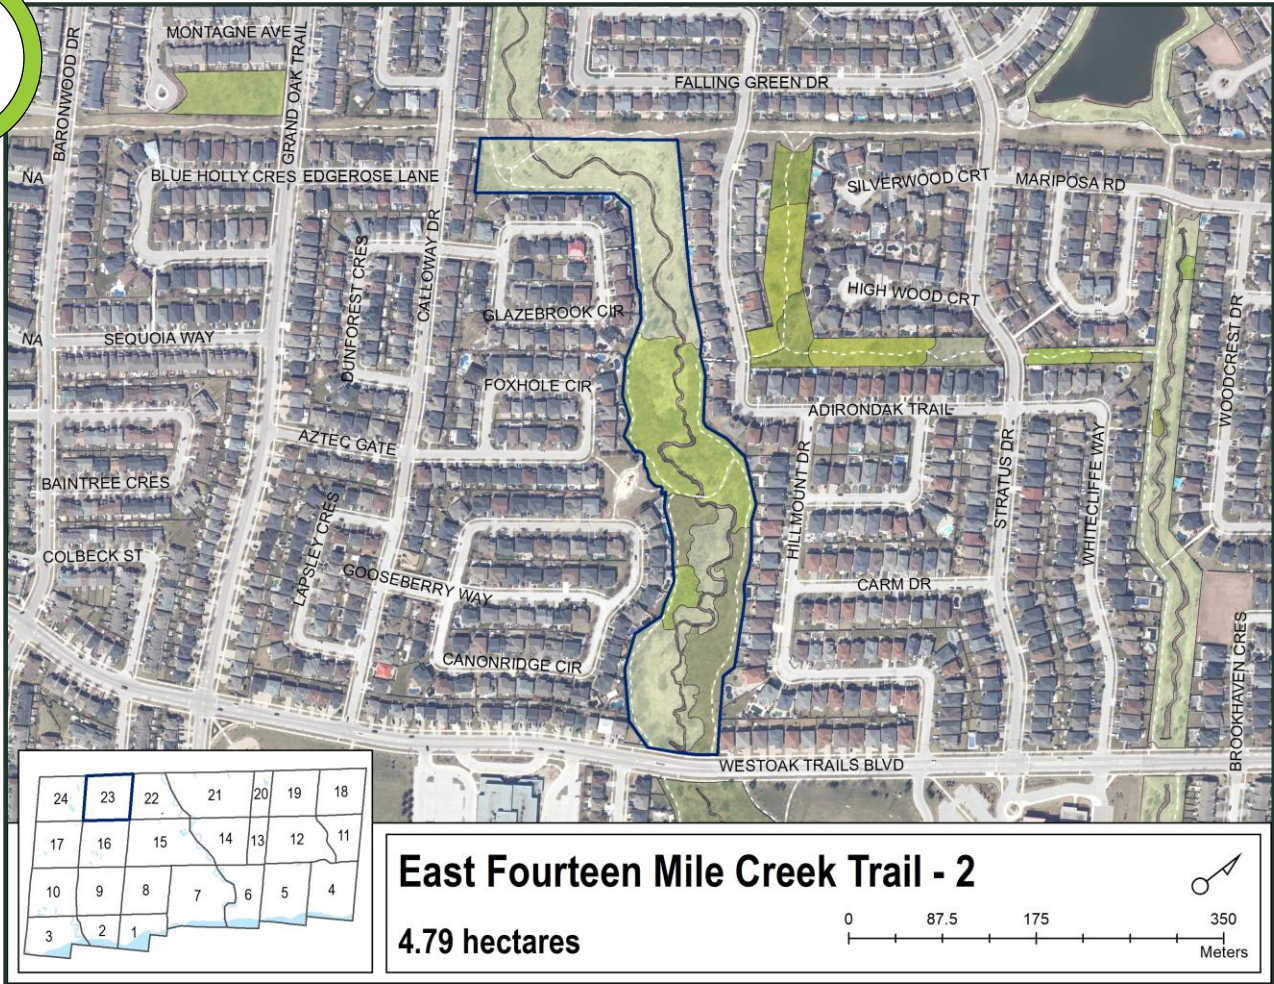 MONTAGNE AVE
BARONWOOD DR
GRAND OAK TRAIL
FALLING GREEN DR
NA
BLUE HOLLY CRES
EDGEROSE LANE
SILVERWOOD CRT
MARIPOSA RD
DUNFOREST CRES
CALLOWAY DR
GLAZEBROOK CIR
HIGH WOOD CRT
NA
SEQUOIA WAY
WOODCREST DR
FOXHOLE CIR
ADIRONDAK TRAIL
AZTEC GATE
HILLMOUNT DR
STRATUS DR
WHITECLIFFE WAY
BAINTREE CRES
LAPSLEY CRES
COLBECK ST
GOOSEBERRY WAY
CARM DR
CANONRIDGE CIR
BROOKHAVEN CRES
WESTOAK TRAILS BLVD
24 23 22 21 20 19 18
17 16 15 14 13 12 11
10 9 8 7 6 5 4
3 2 1
East Fourteen Mile Creek Trail - 2
4.79 hectares
0 87.5 175 350
Meters